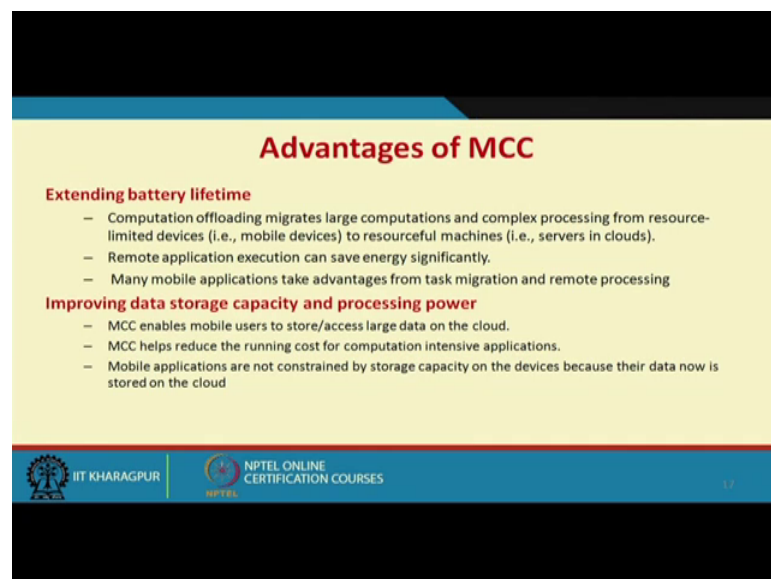 Advantages of MCC
Extending battery lifetime
– Computation offloading migrates large computations and complex processing from resource-
limited devices (i.e., mobile devices) to resourceful machines (i.e., servers in clouds).
– Remote application execution can save energy significantly.
– Many mobile applications take advantages from task migration and remote processing
Improving data storage capacity and processing power
– MCC enables mobile users to store/access large data on the cloud.
– MCC helps reduce the running cost for computation intensive applications.
– Mobile applications are not constrained by storage capacity on the devices because their data now is
stored on the cloud
IIT KHARAGPUR
NPTEL
NPTEL ONLINE
CERTIFICATION COURSES
17